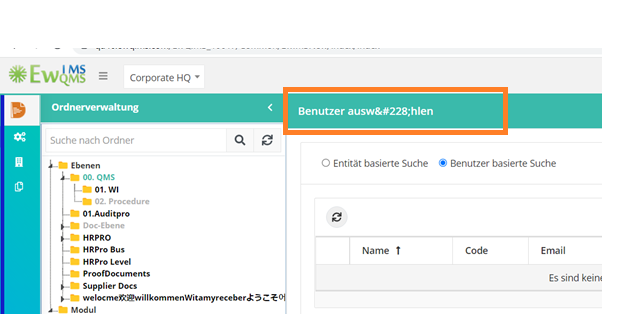 Ew IMS QMS
Corporate HQ
Ordnerverwaltung
Benutzer ausw&#228;hlen
Suche nach Ordner
Entität basierte Suche
Benutzer basierte Suche
Ebenen
00. QMS
01. WI
02. Procedure
01.Auditpro
Doc-Ebene
HRPRO
HRPro Bus
HRPro Level
ProofDocuments
Supplier Docs
welocme欢迎willkommenWitamyreceberようこそ어
Modul
Name ↑
Code
Email
Es sind keine